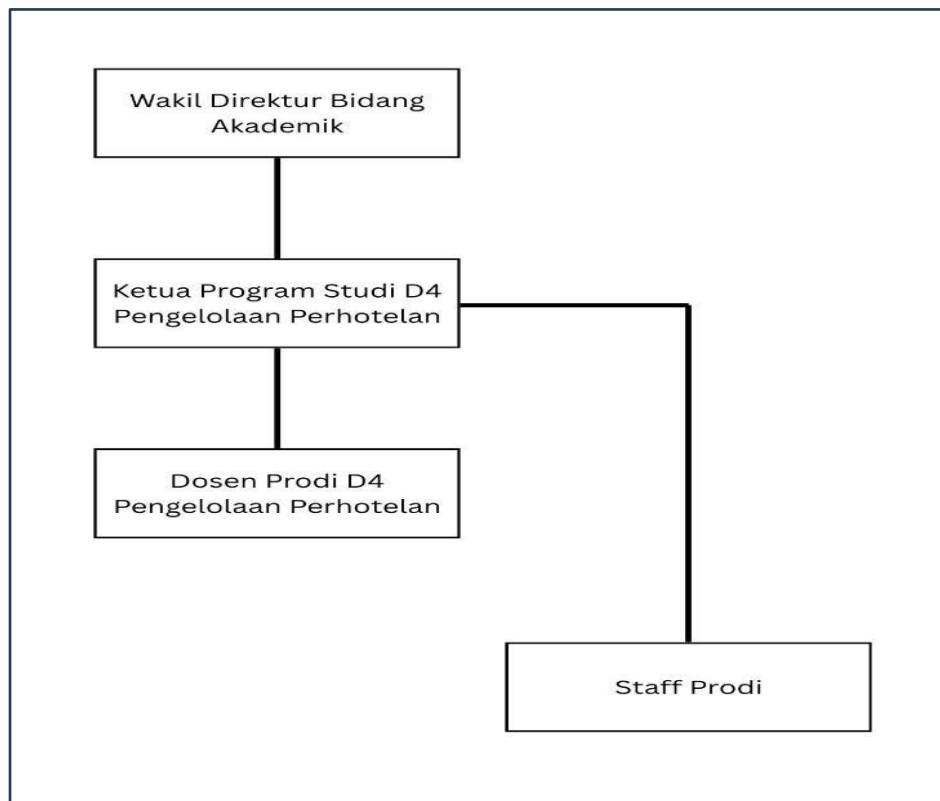 Wakil Direktur Bidang
Akademik
Ketua Program Studi D4
Pengelolaan Perhotelan
Dosen Prodi D4
Pengelolaan Perhotelan
Staff Prodi